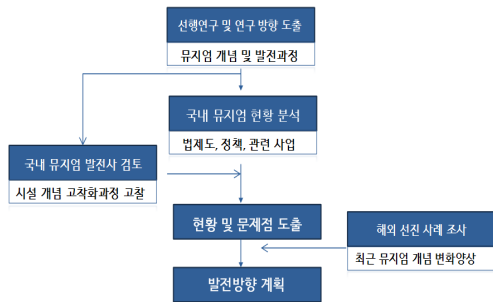 선행연구 및 연구 방향 도출
뮤지엄 개념 및 발전과정
국내 뮤지엄 현황 분석
법제도, 정책, 관련 사업
국내 뮤지엄 발전사 검토
시설 개념 고착화과정 고찰
현황 및 문제점 도출
해외 선진 사례 조사
최근 뮤지엄 개념 변화양상
발전방향 계획